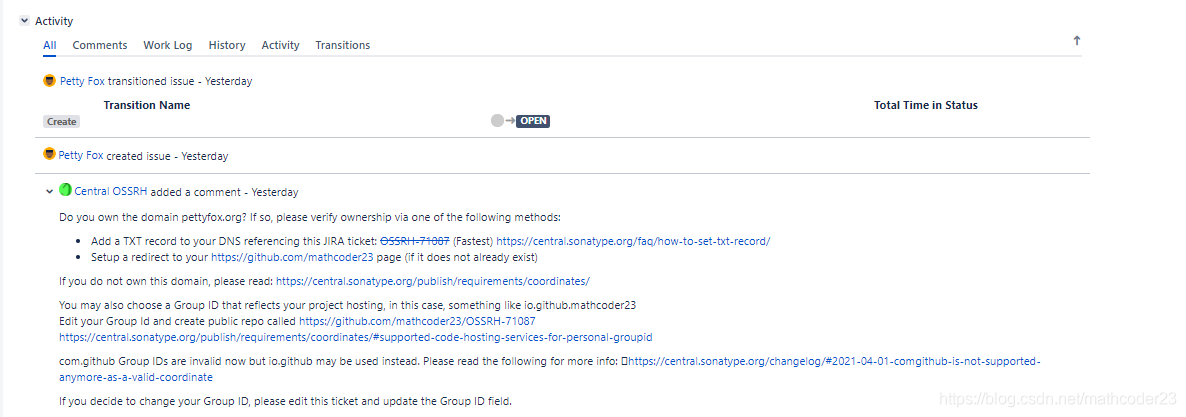 Activity
All Comments Work Log History Activity Transitions
Petty Fox transitioned issue - Yesterday
Transition Name Total Time in Status
Create OPEN
Petty Fox created issue - Yesterday
Central OSSRH added a comment - Yesterday
Do you own the domain pettyfox.org? If so, please verify ownership via one of the following methods:
• Add a TXT record to your DNS referencing this JIRA ticket: OSSRH-71087 (Fastest) https://central.sonatype.org/faq/how-to-set-txt-record/
• Setup a redirect to your https://github.com/mathcoder23 page (if it does not already exist)
If you do not own this domain, please read: https://central.sonatype.org/publish/requirements/coordinates/
You may also choose a Group ID that reflects your project hosting, in this case, something like io.github.mathcoder23
Edit your Group Id and create public repo called https://github.com/mathcoder23/OSSRH-71087
https://central.sonatype.org/publish/requirements/coordinates/#supported-code-hosting-services-for-personal-groupid
com.github Group IDs are invalid now but io.github may be used instead. Please read the following for more info: https://central.sonatype.org/changelog/#2021-04-01-comgithub-is-not-supported-
anymore-as-a-valid-coordinate
If you decide to change your Group ID, please edit this ticket and update the Group ID field.
https://blog.csdn.net/mathcoder23